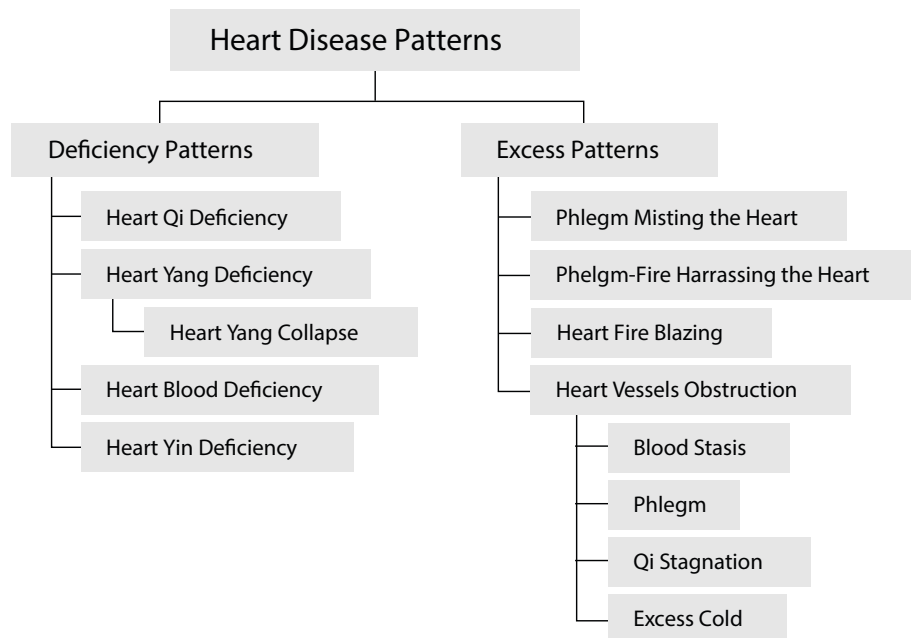 Heart Disease Patterns
Deficiency Patterns
Heart Qi Deficiency
Heart Yang Deficiency
Heart Yang Collapse
Heart Blood Deficiency
Heart Yin Deficiency
Excess Patterns
Phlegm Misting the Heart
Phelgm-Fire Harrassing the Heart
Heart Fire Blazing
Heart Vessels Obstruction
Blood Stasis
Phlegm
Qi Stagnation
Excess Cold